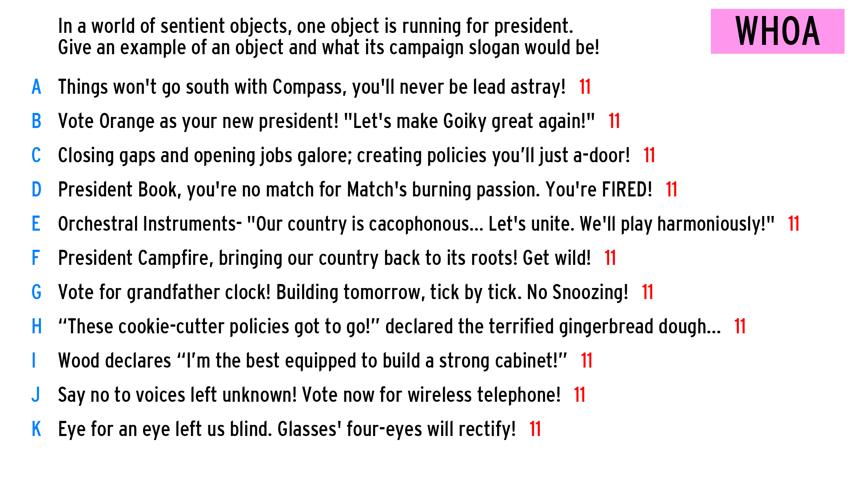 In a world of sentient objects, one object is running for president.
Give an example of an object and what its campaign slogan would be!
WHOA
A Things won't go south with Compass, you'll never be lead astray! 11
B Vote Orange as your new president! "Let's make Goiky great again!" 11
C Closing gaps and opening jobs galore; creating policies you’ll just a-door! 11
D President Book, you're no match for Match's burning passion. You're FIRED! 11
E Orchestral Instruments- "Our country is cacophonous... Let's unite. We'll play harmoniously!" 11
F President Campfire, bringing our country back to its roots! Get wild! 11
G Vote for grandfather clock! Building tomorrow, tick by tick. No Snoozing! 11
H “These cookie-cutter policies got to go!” declared the terrified gingerbread dough... 11
I Wood declares “I’m the best equipped to build a strong cabinet!” 11
J Say no to voices left unknown! Vote now for wireless telephone! 11
K Eye for an eye left us blind. Glasses' four-eyes will rectify! 11